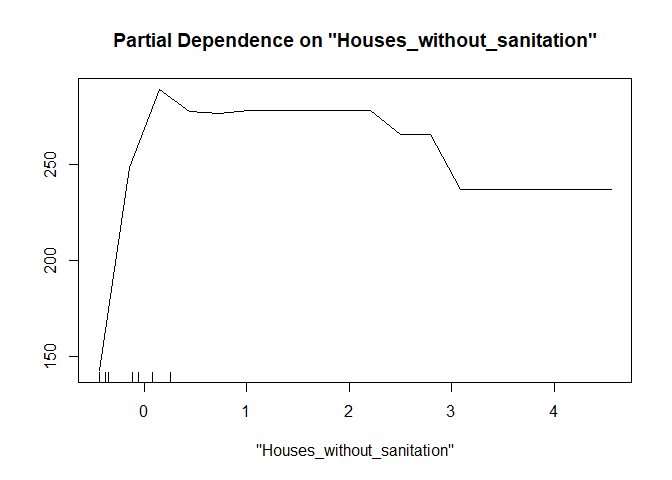 Partial Dependence on "Houses_without_sanitation"
250
200
150
0 1 2 3 4
"Houses_without_sanitation"